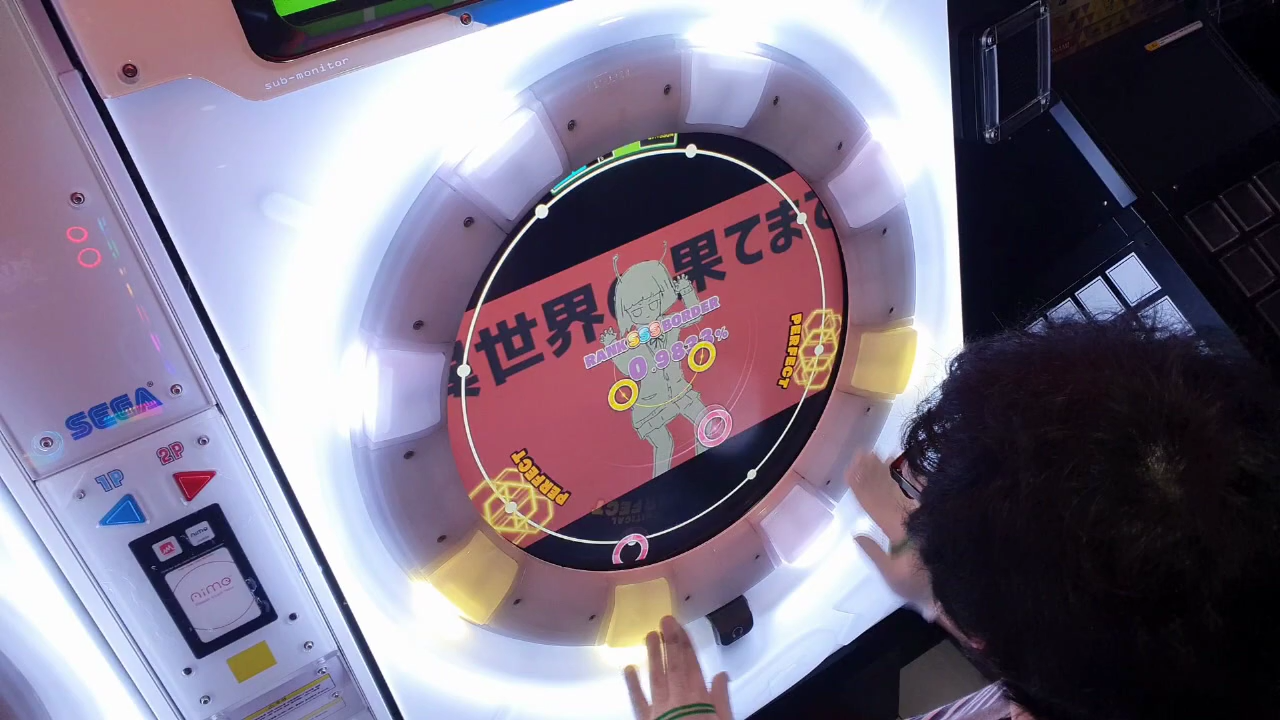 sub-monitor
異世界の果てまで
RANK SSS BORDER
0.9833%
PERFECT
PERFECT
SEGA
1P
2P
Aime